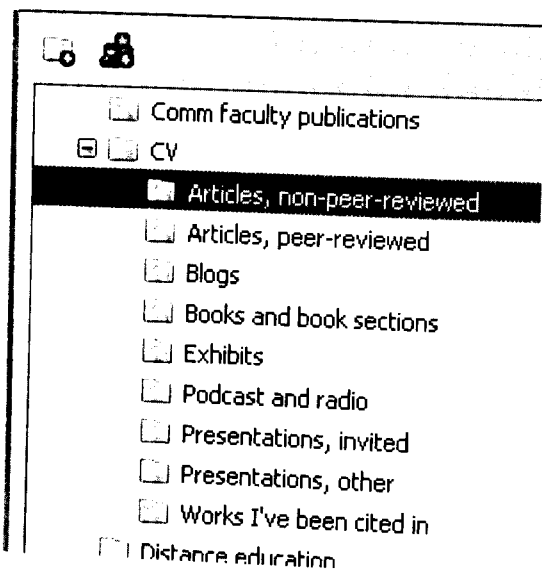 Comm faculty publications
CV
Articles, non-peer-reviewed
Articles, peer-reviewed
Blogs
Books and book sections
Exhibits
Podcast and radio
Presentations, invited
Presentations, other
Works I've been cited in
Distance education